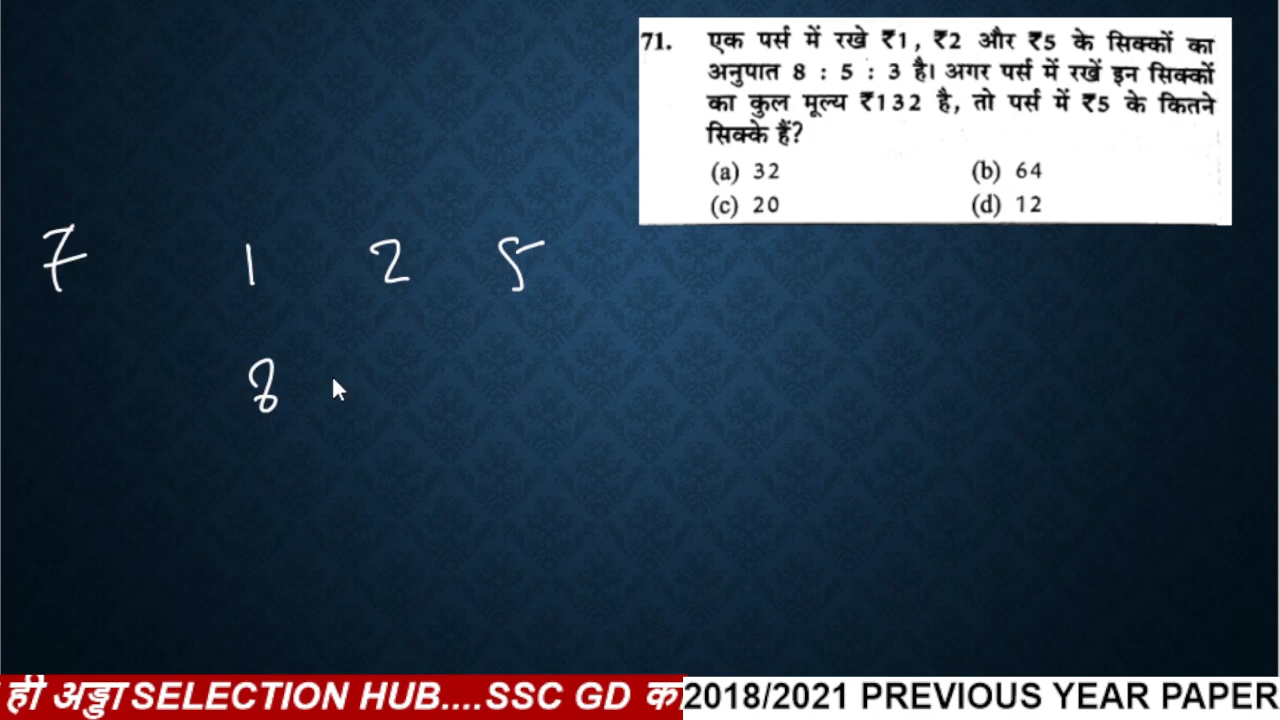 71. एक पर्स में रखे ₹1, ₹2 और ₹5 के सिक्कों का
अनुपात 8 : 5 : 3 है। अगर पर्स में रखें इन सिक्कों
का कुल मूल्य ₹132 है, तो पर्स में ₹5 के कितने
सिक्के हैं?
(a) 32 (b) 64
(c) 20 (d) 12
7 1 2 5
8
ही अड्डा SELECTION HUB....SSC GD का 2018/2021 PREVIOUS YEAR PAPER